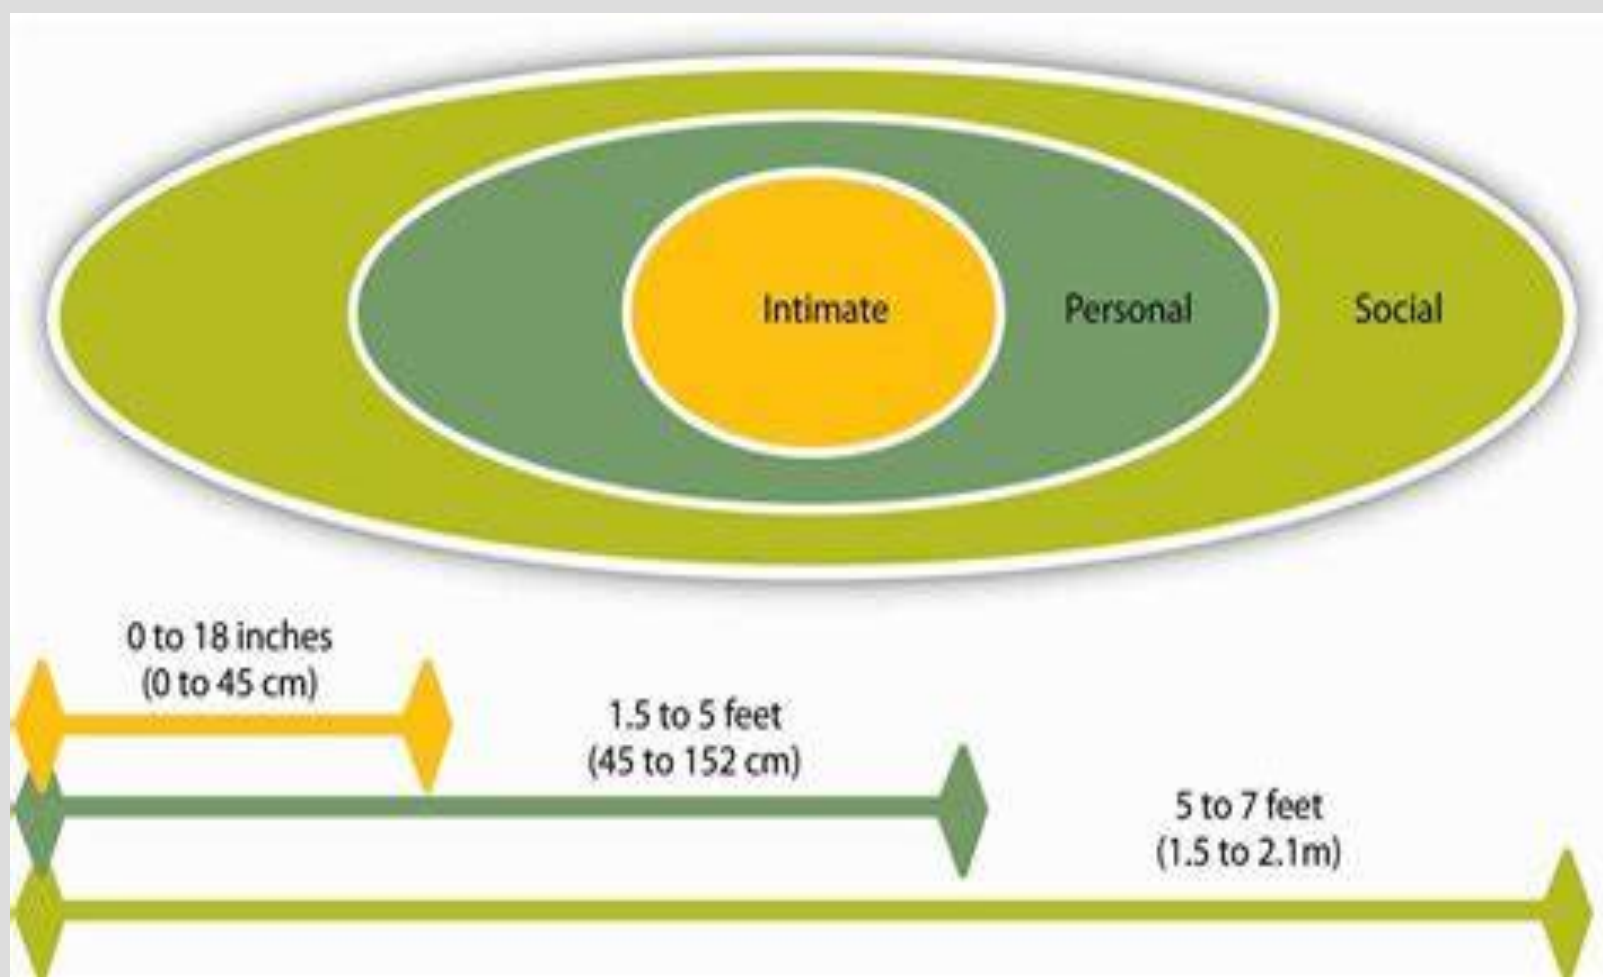 Intimate
Personal
Social
0 to 18 inches
(0 to 45 cm)
1.5 to 5 feet
(45 to 152 cm)
5 to 7 feet
(1.5 to 2.1m)